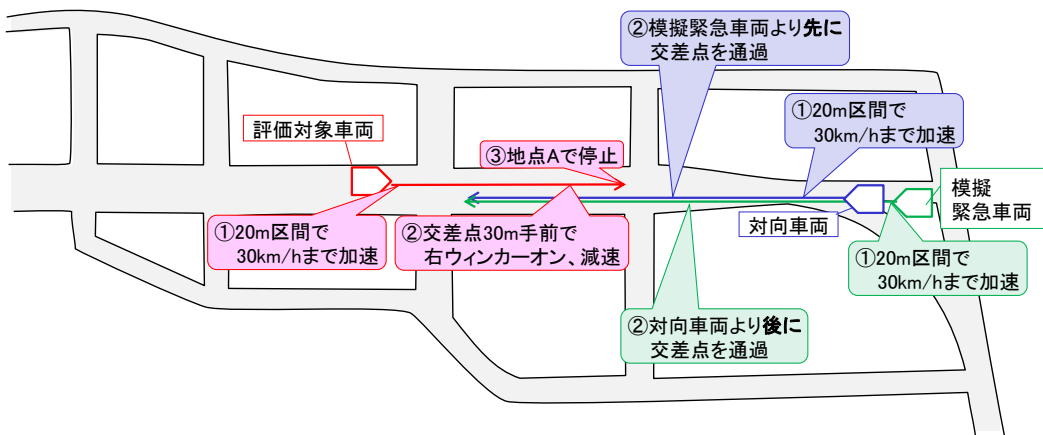 ②模擬緊急車両より先に
交差点を通過
①20m区間で
30km/hまで加速
評価対象車両
③地点Aで停止
模擬
緊急車両
対向車両
①20m区間で
30km/hまで加速
②交差点30m手前で
右ウィンカーオン、減速
①20m区間で
30km/hまで加速
②対向車両より後に
交差点を通過